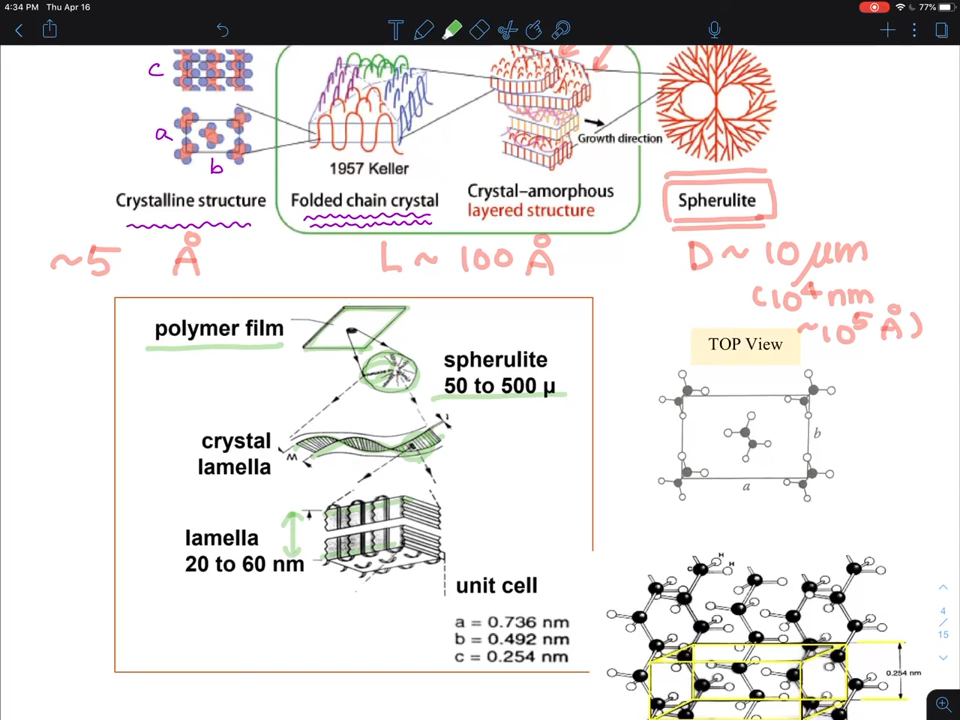 4:34 PM Thu Apr 16
77%
c
a
b
1957 Keller
Growth direction
Crystalline structure
Folded chain crystal
Crystal-amorphous
layered structure
Spherulite
~5 Å
L ~ 100 Å
D ~ 10 μm
(10⁴ nm
~10⁵ Å)
polymer film
TOP View
spherulite
50 to 500 μ
crystal
lamella
w
b
a
lamella
20 to 60 nm
unit cell
a = 0.736 nm
b = 0.492 nm
c = 0.254 nm
H
C
H
0.254 nm
4
/
15